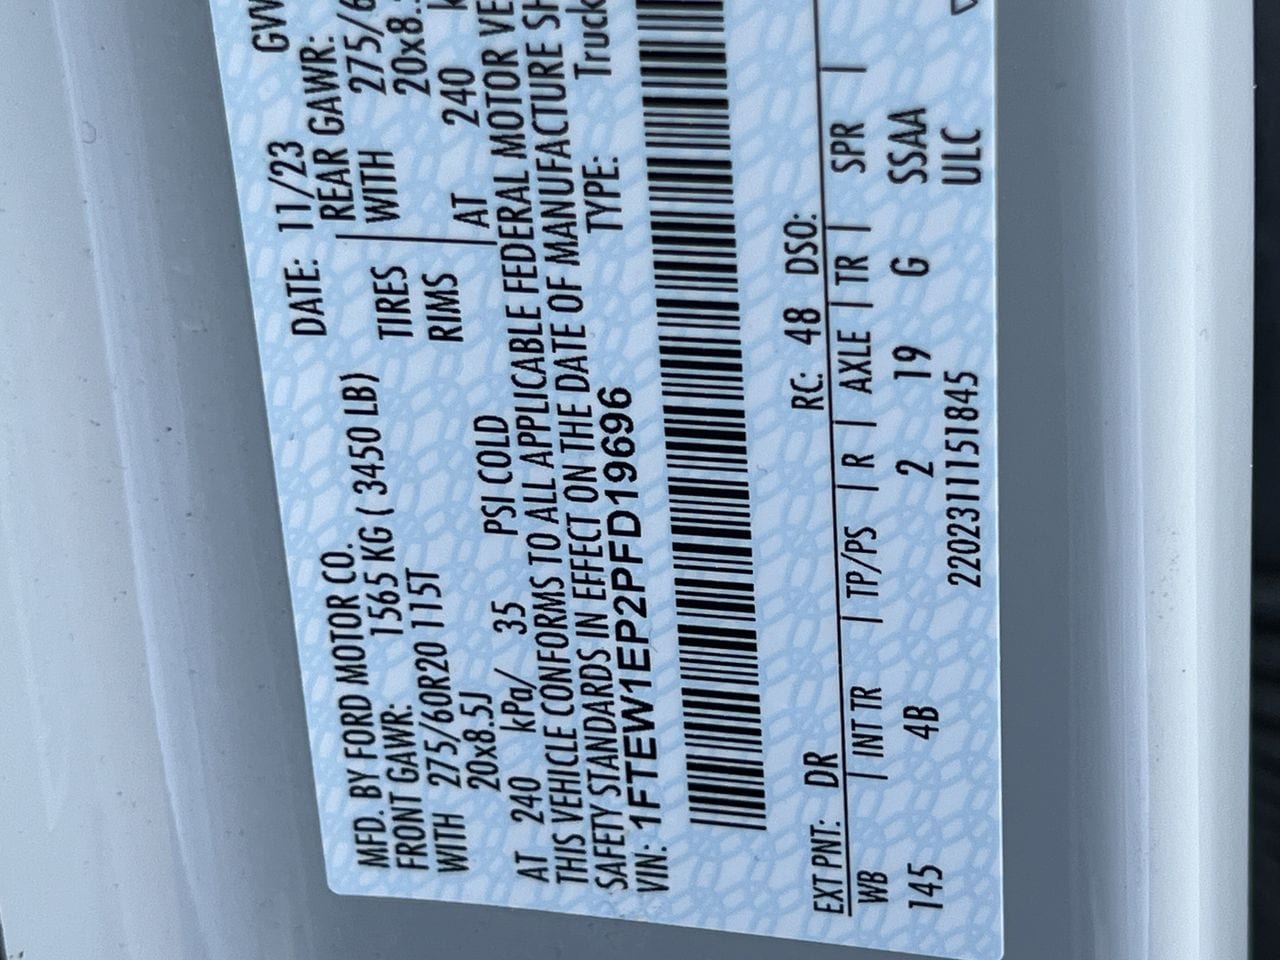 MFD. BY FORD MOTOR CO. DATE: 11/23
FRONT GAWR: 1565 KG ( 3450 LB) REAR GAWR:
WITH 275/60R20 115T TIRES WITH
20x8.5J RIMS
AT 240 kPa/ 35 PSI COLD AT 240
THIS VEHICLE CONFORMS TO ALL APPLICABLE FEDERAL MOTOR
SAFETY STANDARDS IN EFFECT ON THE DATE OF MANUFACTURE
VIN: 1FTEW1EP2PFD19696 TYPE: Truck
EXT PNT: DR RC: 48 DSO:
WB | INT TR | TP/PS | R | AXLE | TR | SPR |
145 4B 2 19 G SSAA
2202311151845 ULC